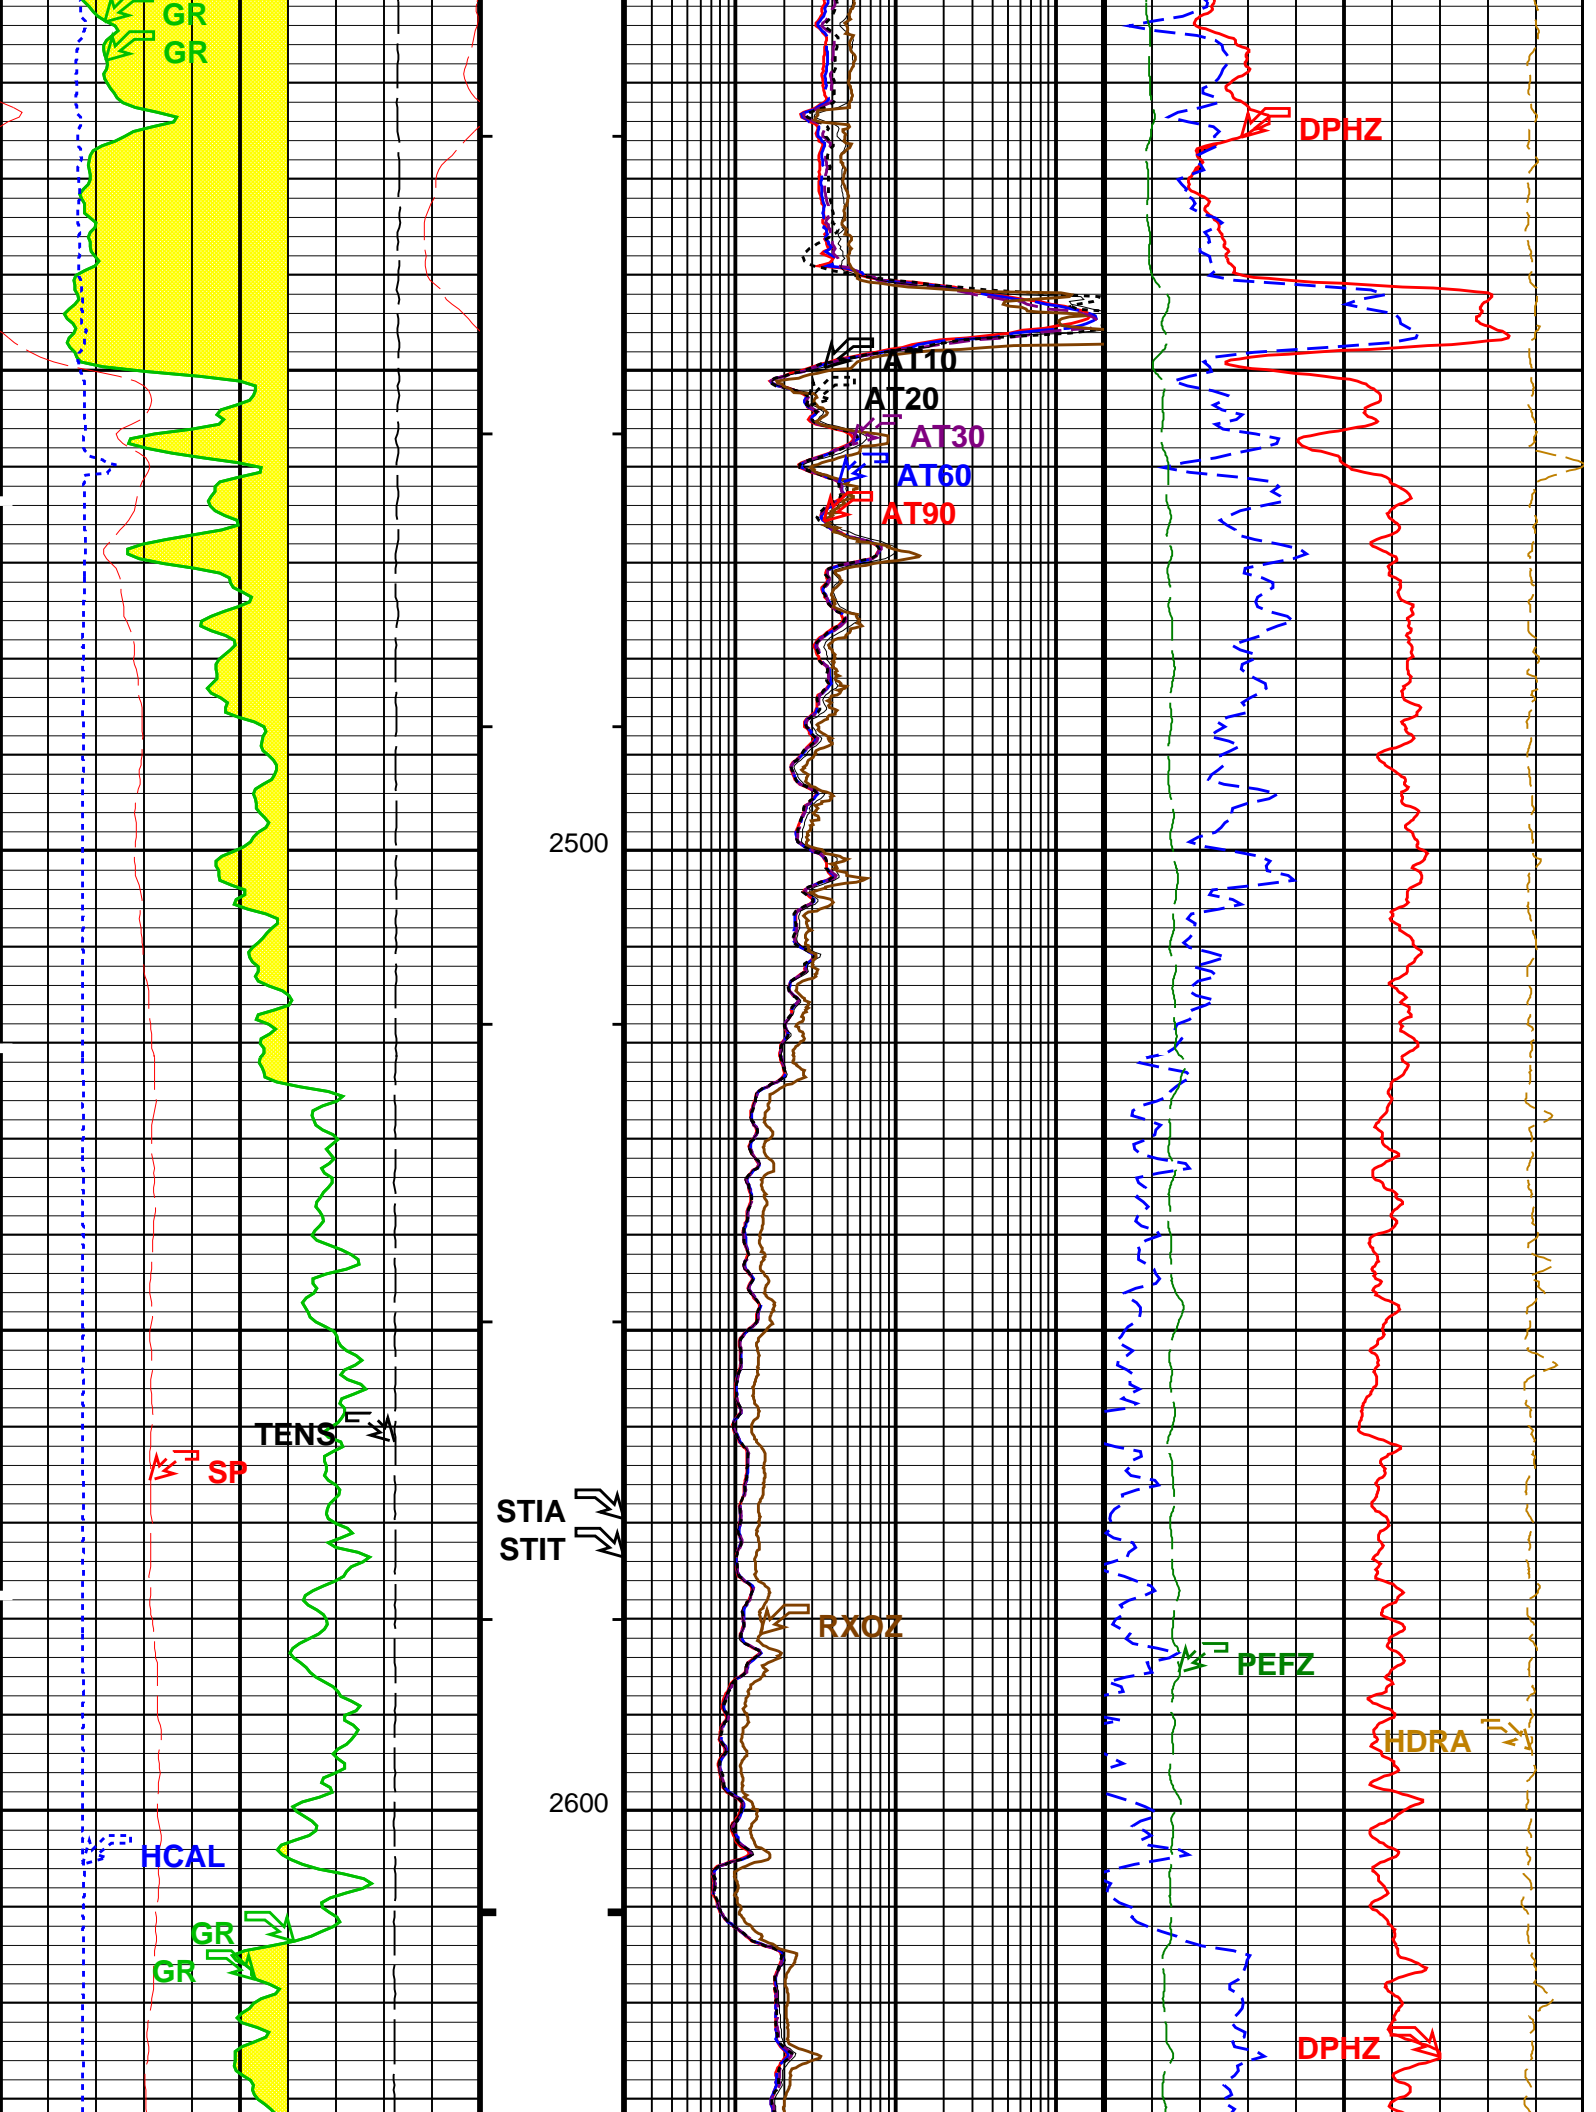 GR
GR
DPHZ
AT10
AT20
AT30
AT60
AT90
2500
TENS
SP
STIA
STIT
RXOZ
PEFZ
HDRA
2600
HCAL
GR
GR
DPHZ